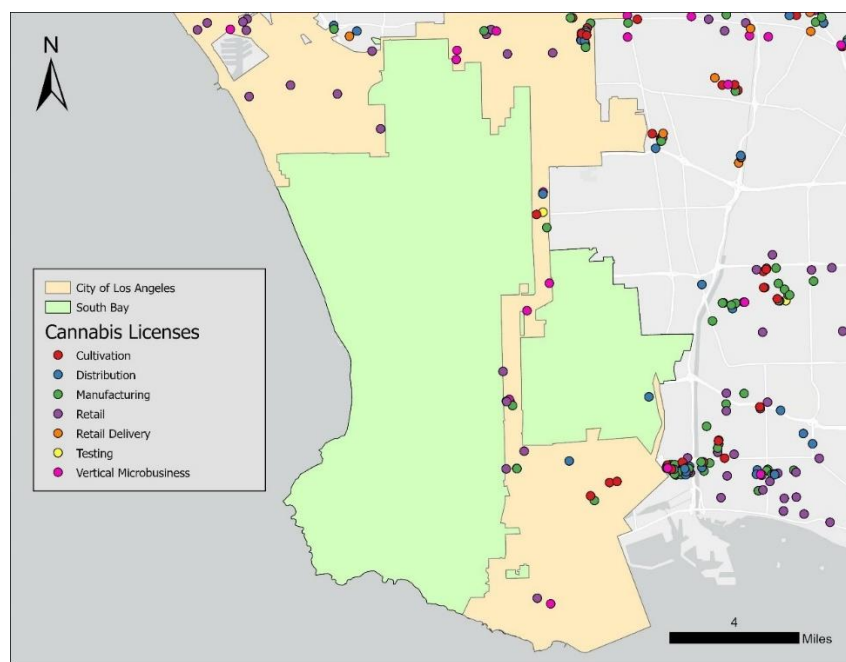 N
City of Los Angeles
South Bay
Cannabis Licenses
Cultivation
Distribution
Manufacturing
Retail
Retail Delivery
Testing
Vertical Microbusiness
4
Miles